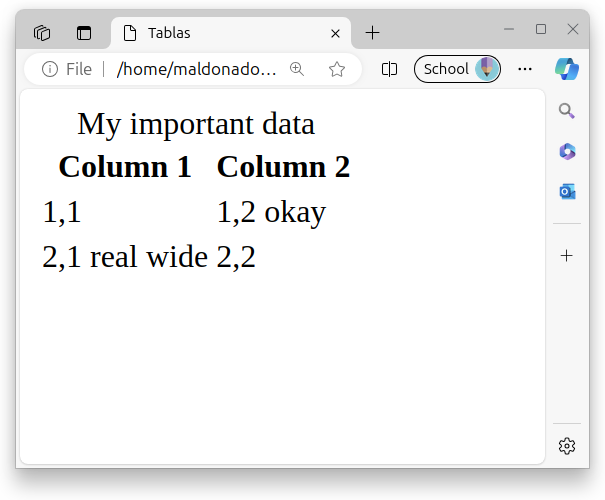 Tablas
File /home/maldonado... School
My important data
Column 1 Column 2
1,1 1,2 okay
2,1 real wide 2,2